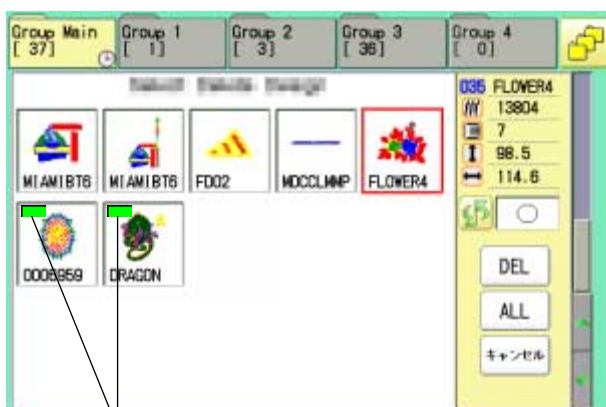 Group Main
[ 37]
Group 1
[ 1]
Group 2
[ 3]
Group 3
[ 36]
Group 4
[ 0]
035 FLOWER4
13804
7
98.5
114.6
MIAMIBT6
MIAMIBT6
FD02
MDCCLMNP
FLOWER4
0005959
DRAGON
DEL
ALL
キャンセル